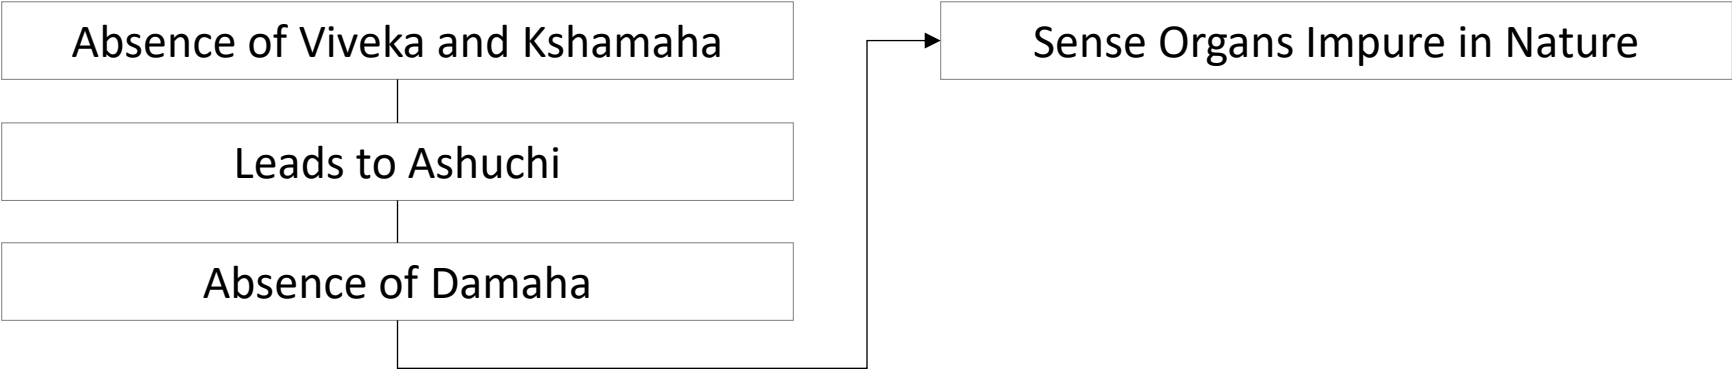 Absence of Viveka and Kshamaha
Leads to Ashuchi
Absence of Damaha
Sense Organs Impure in Nature